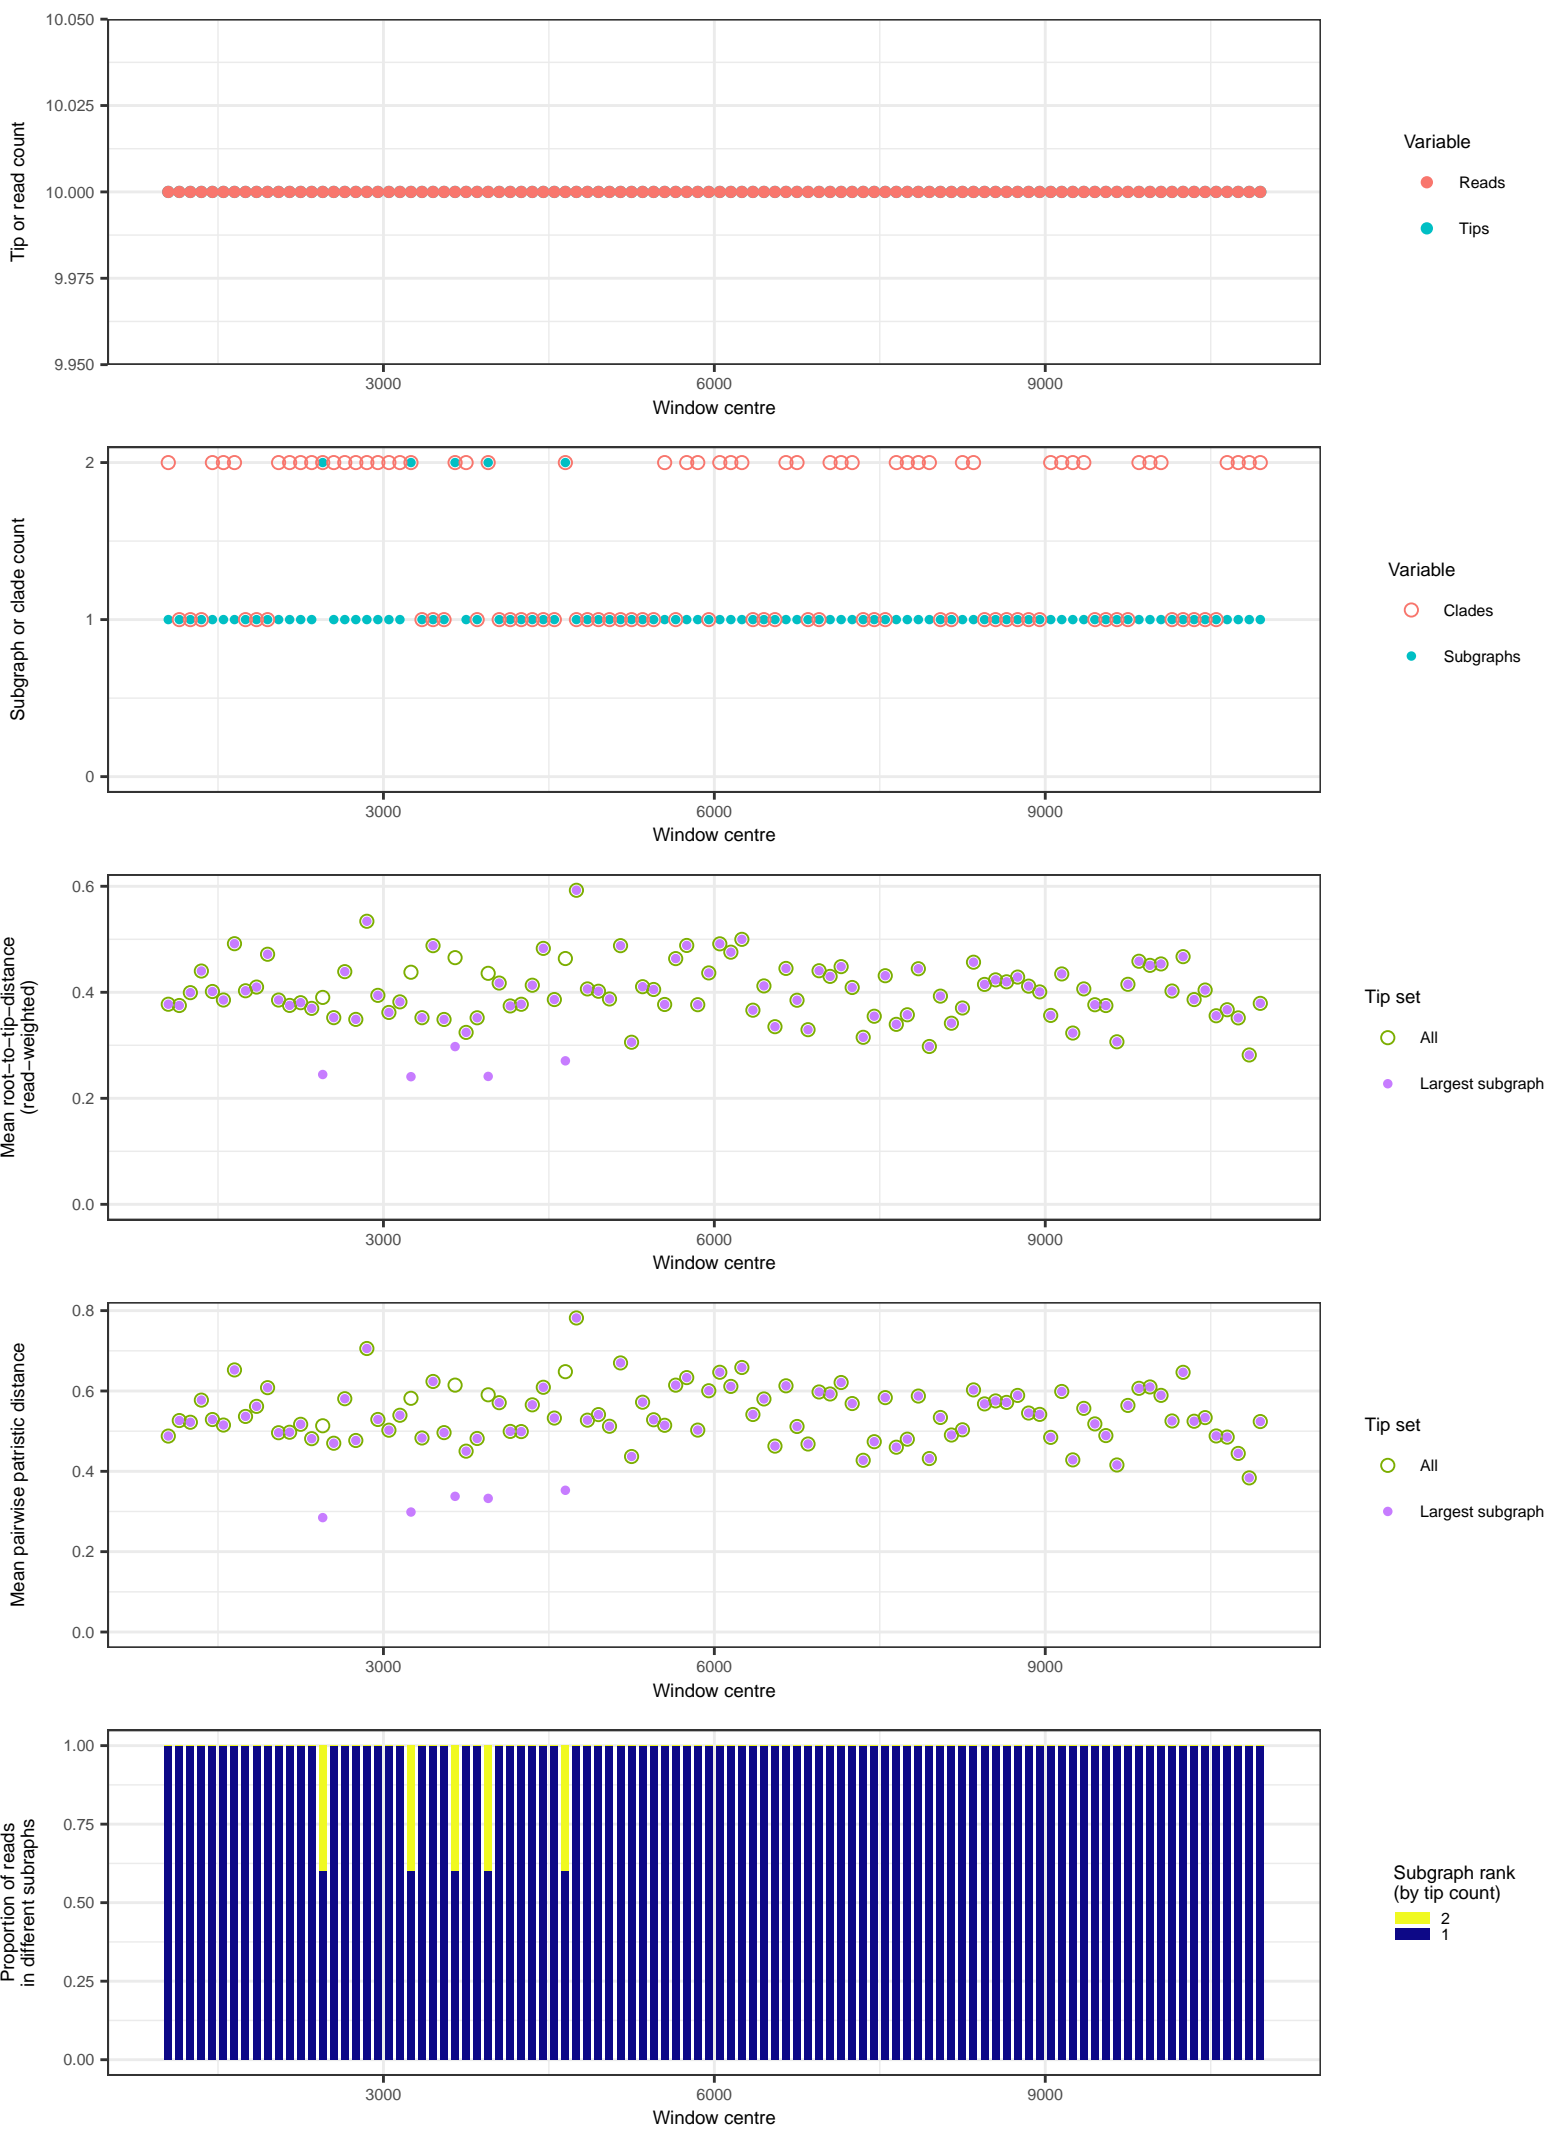 10.050
10.025
10.000
9.975
9.950
Tip or read count
3000 6000 9000
Window centre
Variable
Reads
Tips
2
1
0
Subgraph or clade count
3000 6000 9000
Window centre
Variable
Clades
Subgraphs
0.6
0.4
0.2
0.0
Mean root−to−tip−distance
(read−weighted)
3000 6000 9000
Window centre
Tip set
All
Largest subgraph
0.8
0.6
0.4
0.2
0.0
Mean pairwise patristic distance
3000 6000 9000
Window centre
Tip set
All
Largest subgraph
1.00
0.75
0.50
0.25
0.00
Proportion of reads
in different subraphs
3000 6000 9000
Window centre
Subgraph rank
(by tip count)
2
1